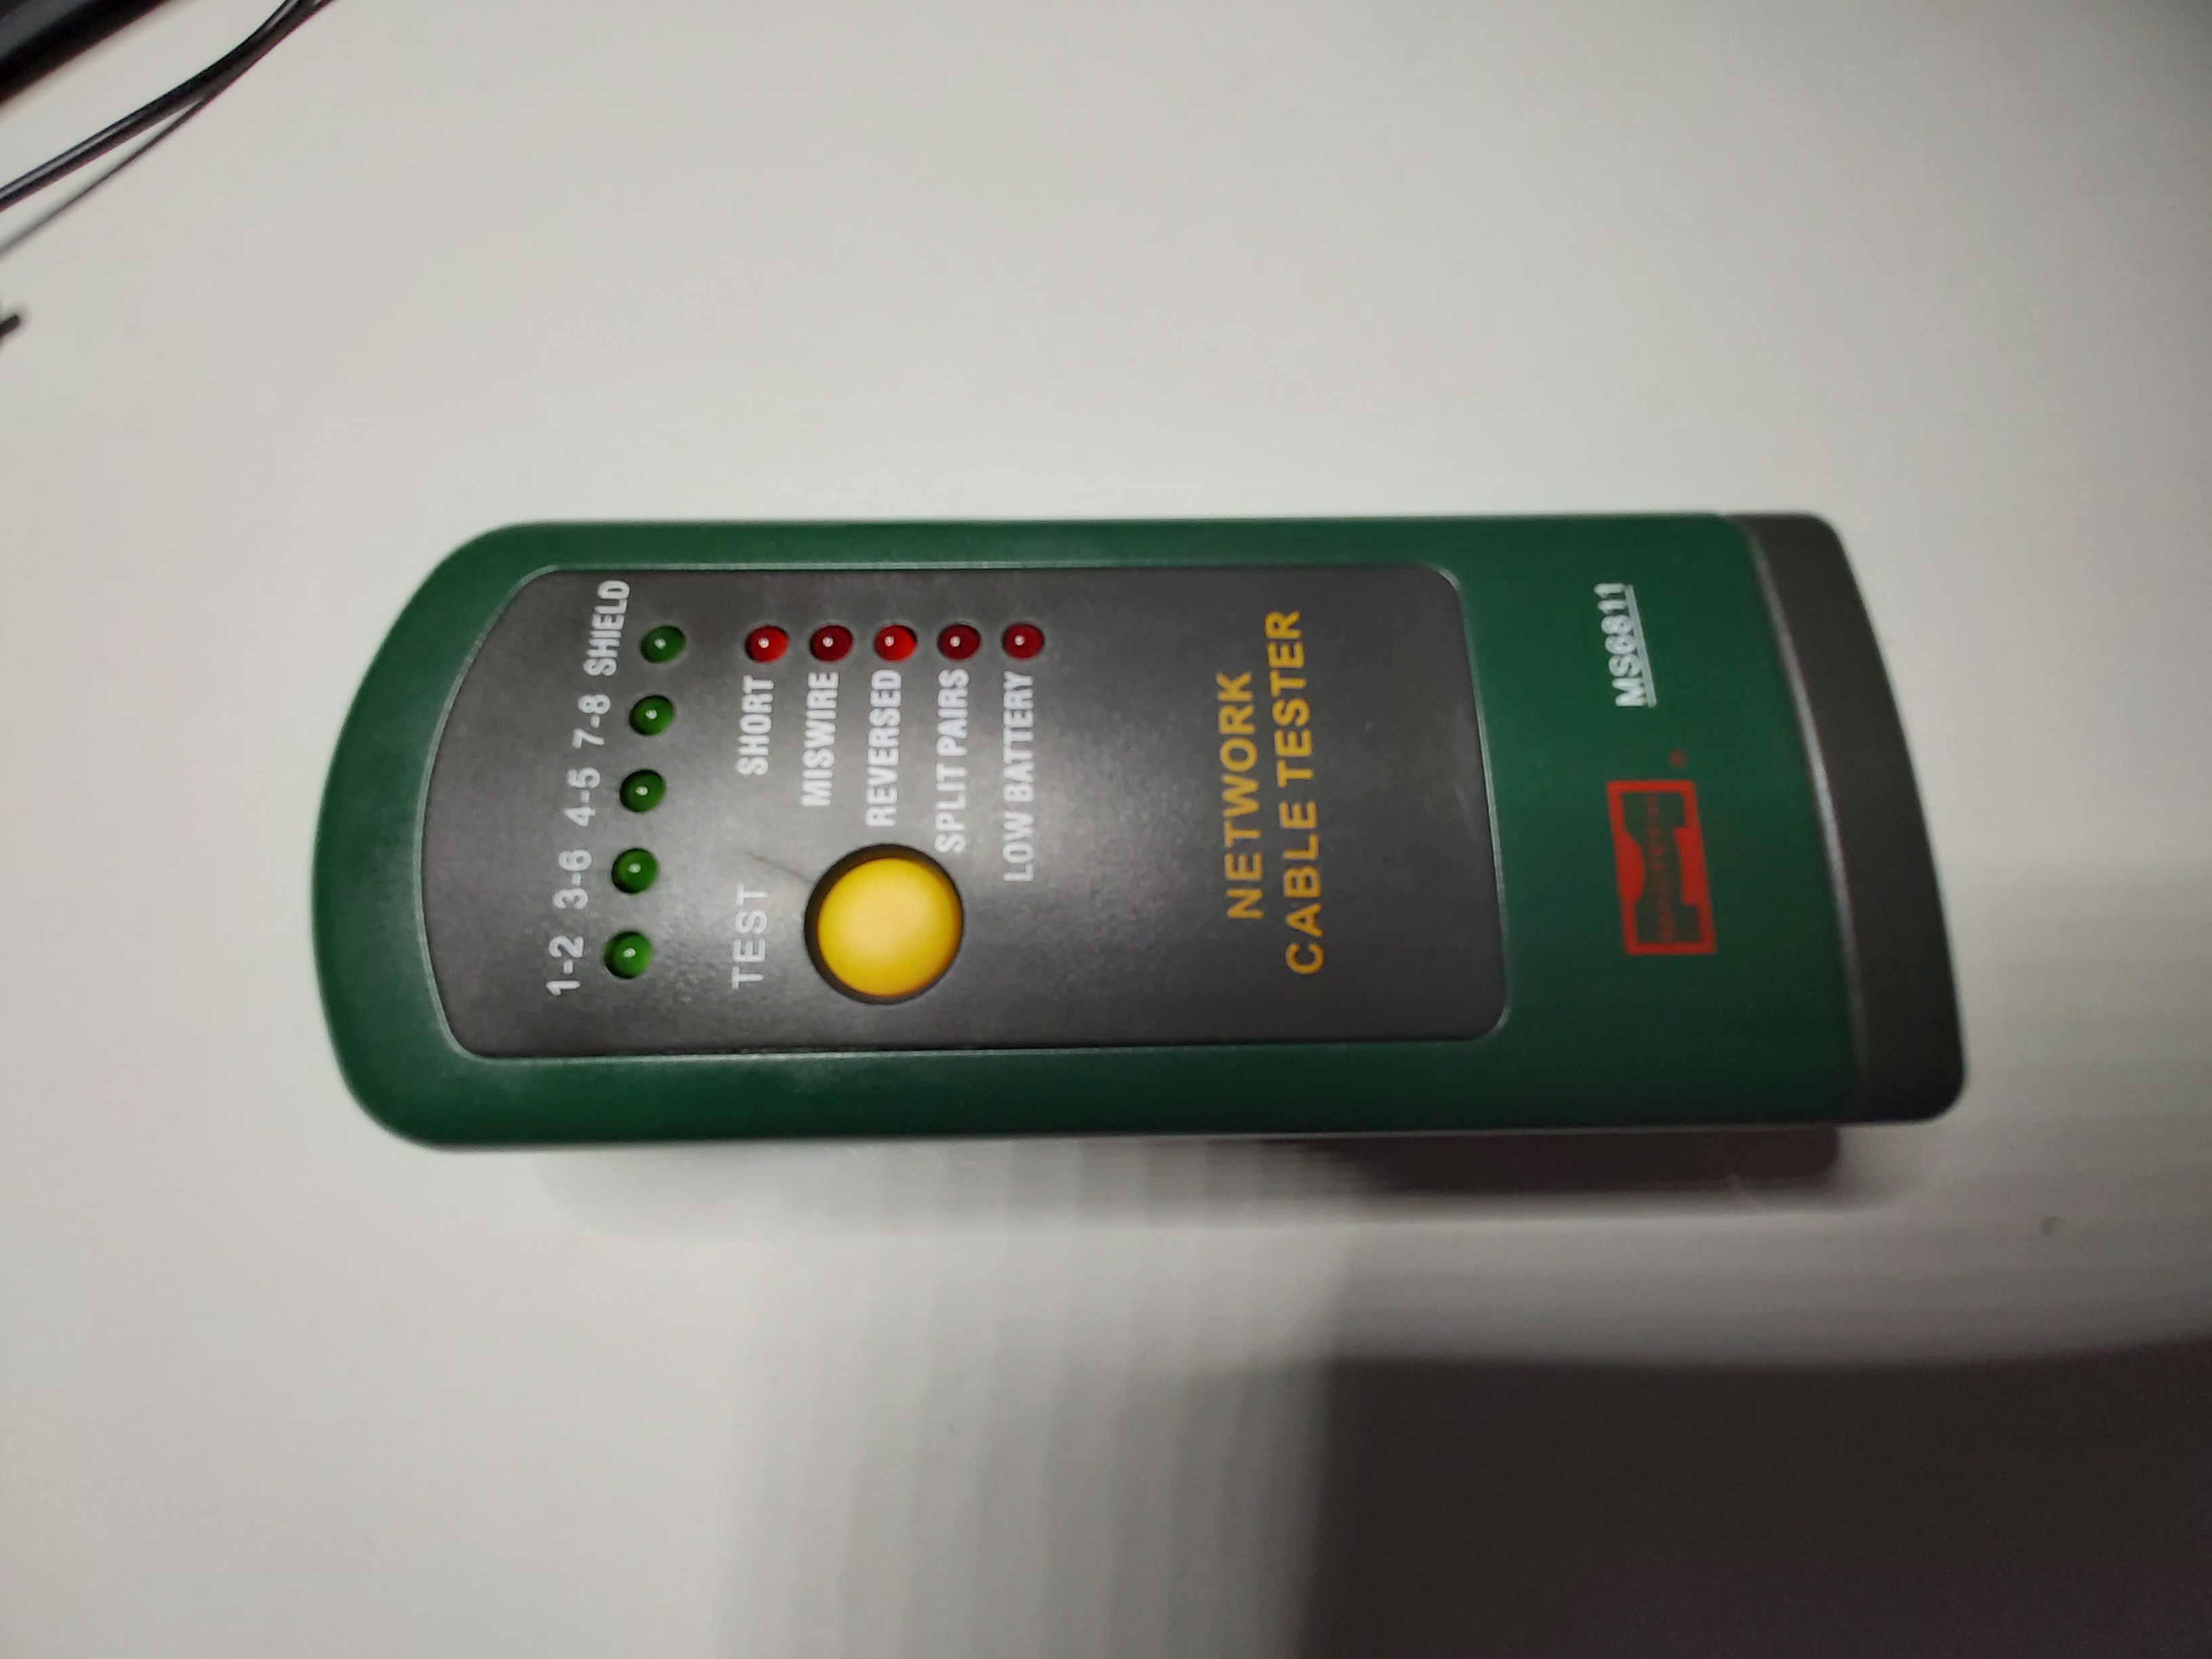 1-2 3-6 4-5 7-8 SHIELD
TEST
SHORT
MISWIRE
REVERSED
SPLIT PAIRS
LOW BATTERY
NETWORK
CABLE TESTER
MS6811